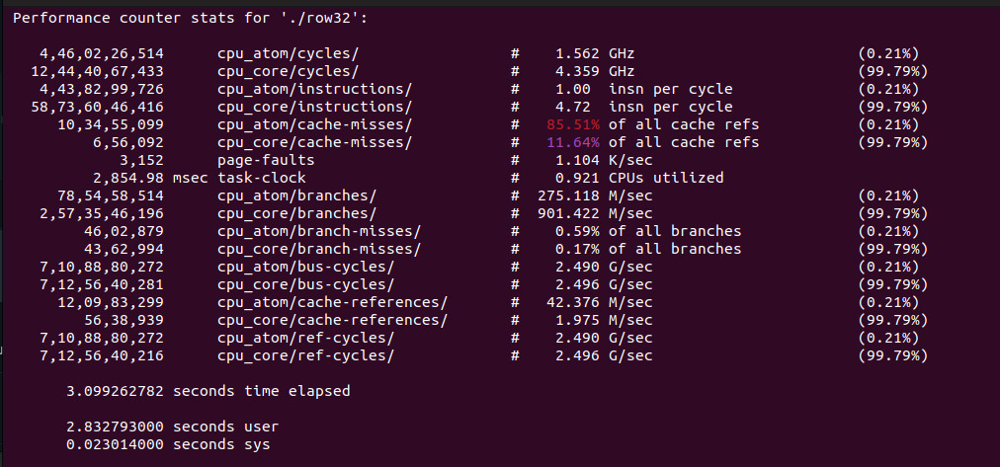 Performance counter stats for './row32':
4,46,02,26,514 cpu_atom/cycles/ # 1.562 GHz (0.21%)
12,44,40,67,433 cpu_core/cycles/ # 4.359 GHz (99.79%)
4,43,82,99,726 cpu_atom/instructions/ # 1.00 insn per cycle (0.21%)
58,73,60,46,416 cpu_core/instructions/ # 4.72 insn per cycle (99.79%)
10,34,55,099 cpu_atom/cache-misses/ # 85.51% of all cache refs (0.21%)
6,56,092 cpu_core/cache-misses/ # 11.64% of all cache refs (99.79%)
3,152 page-faults # 1.104 K/sec
2,854.98 msec task-clock # 0.921 CPUs utilized
78,54,58,514 cpu_atom/branches/ # 275.118 M/sec (0.21%)
2,57,35,46,196 cpu_core/branches/ # 901.422 M/sec (99.79%)
46,02,879 cpu_atom/branch-misses/ # 0.59% of all branches (0.21%)
43,62,994 cpu_core/branch-misses/ # 0.17% of all branches (99.79%)
7,10,88,80,272 cpu_atom/bus-cycles/ # 2.490 G/sec (0.21%)
7,12,56,40,281 cpu_core/bus-cycles/ # 2.496 G/sec (99.79%)
12,09,83,299 cpu_atom/cache-references/ # 42.376 M/sec (0.21%)
56,38,939 cpu_core/cache-references/ # 1.975 M/sec (99.79%)
7,10,88,80,272 cpu_atom/ref-cycles/ # 2.490 G/sec (0.21%)
7,12,56,40,216 cpu_core/ref-cycles/ # 2.496 G/sec (99.79%)
3.099262782 seconds time elapsed
2.832793000 seconds user
0.023014000 seconds sys